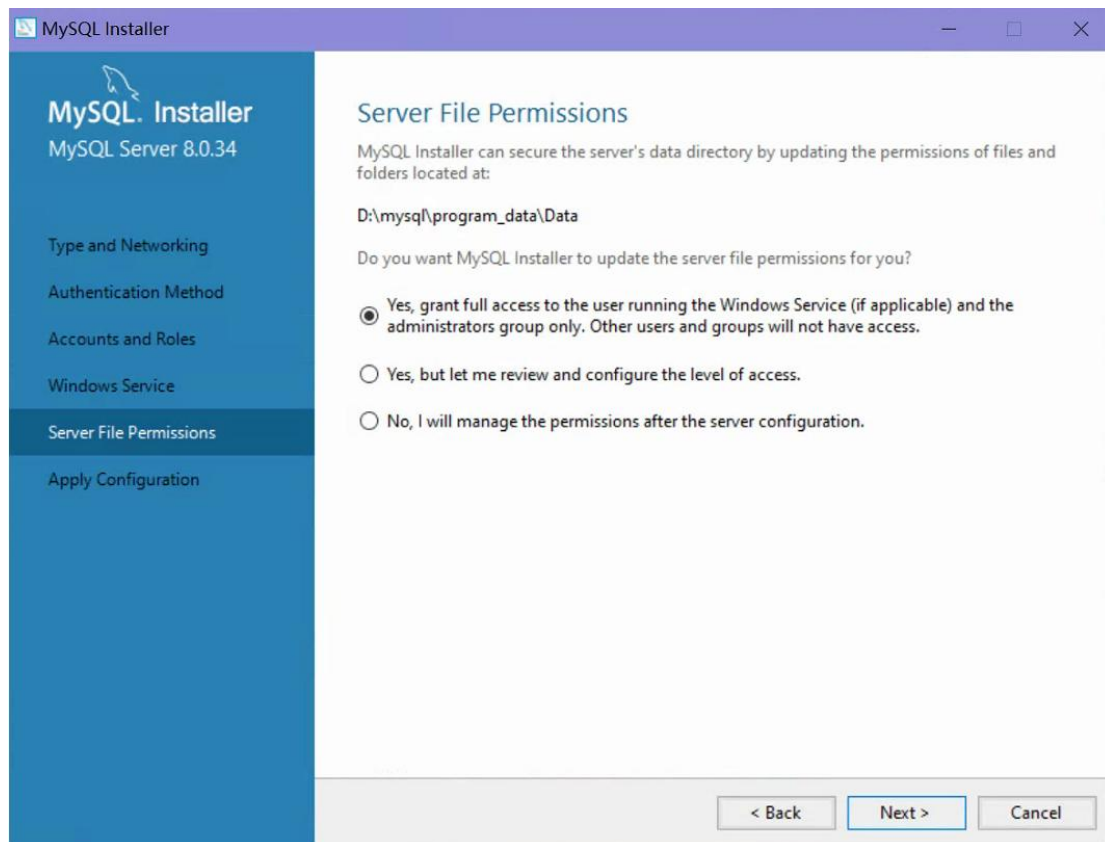 MySQL Installer
MySQL. Installer
MySQL Server 8.0.34
Type and Networking
Authentication Method
Accounts and Roles
Windows Service
Server File Permissions
Apply Configuration
Server File Permissions
MySQL Installer can secure the server's data directory by updating the permissions of files and
folders located at:
D:\mysql\program_data\Data
Do you want MySQL Installer to update the server file permissions for you?
Yes, grant full access to the user running the Windows Service (if applicable) and the
administrators group only. Other users and groups will not have access.
Yes, but let me review and configure the level of access.
No, I will manage the permissions after the server configuration.
< Back
Next >
Cancel